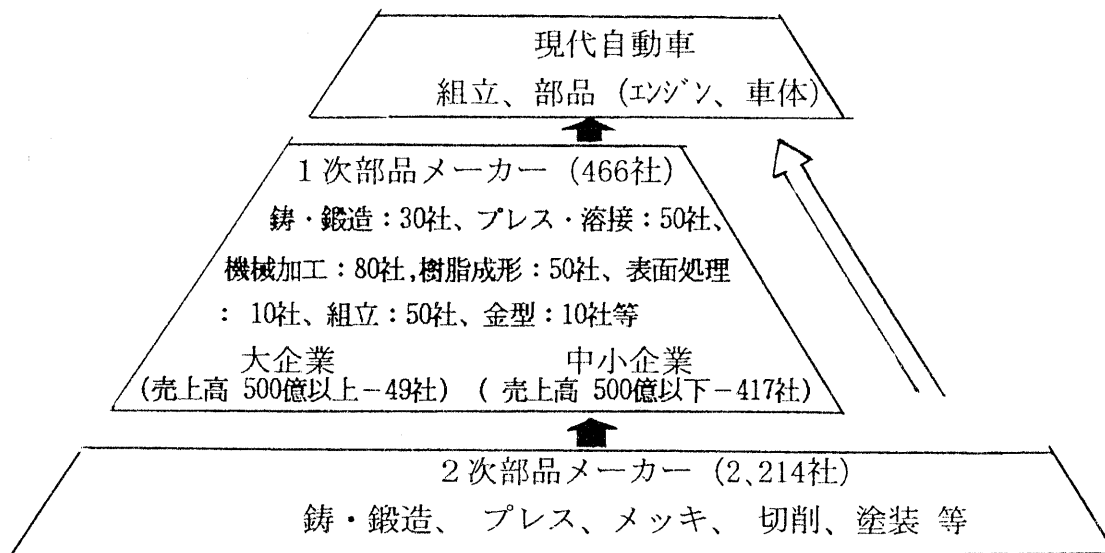 現代自動車
組立、部品 (エンジン、車体)
1次部品メーカー (466社)
鋳・鍛造：30社、プレス・溶接：50社、
機械加工：80社,樹脂成形：50社、表面処理
： 10社、組立：50社、金型：10社等
大企業 中小企業
(売上高 500億以上－49社) ( 売上高 500億以下－417社)
2次部品メーカー (2,214社)
鋳・鍛造、 プレス、メッキ、 切削、塗装 等